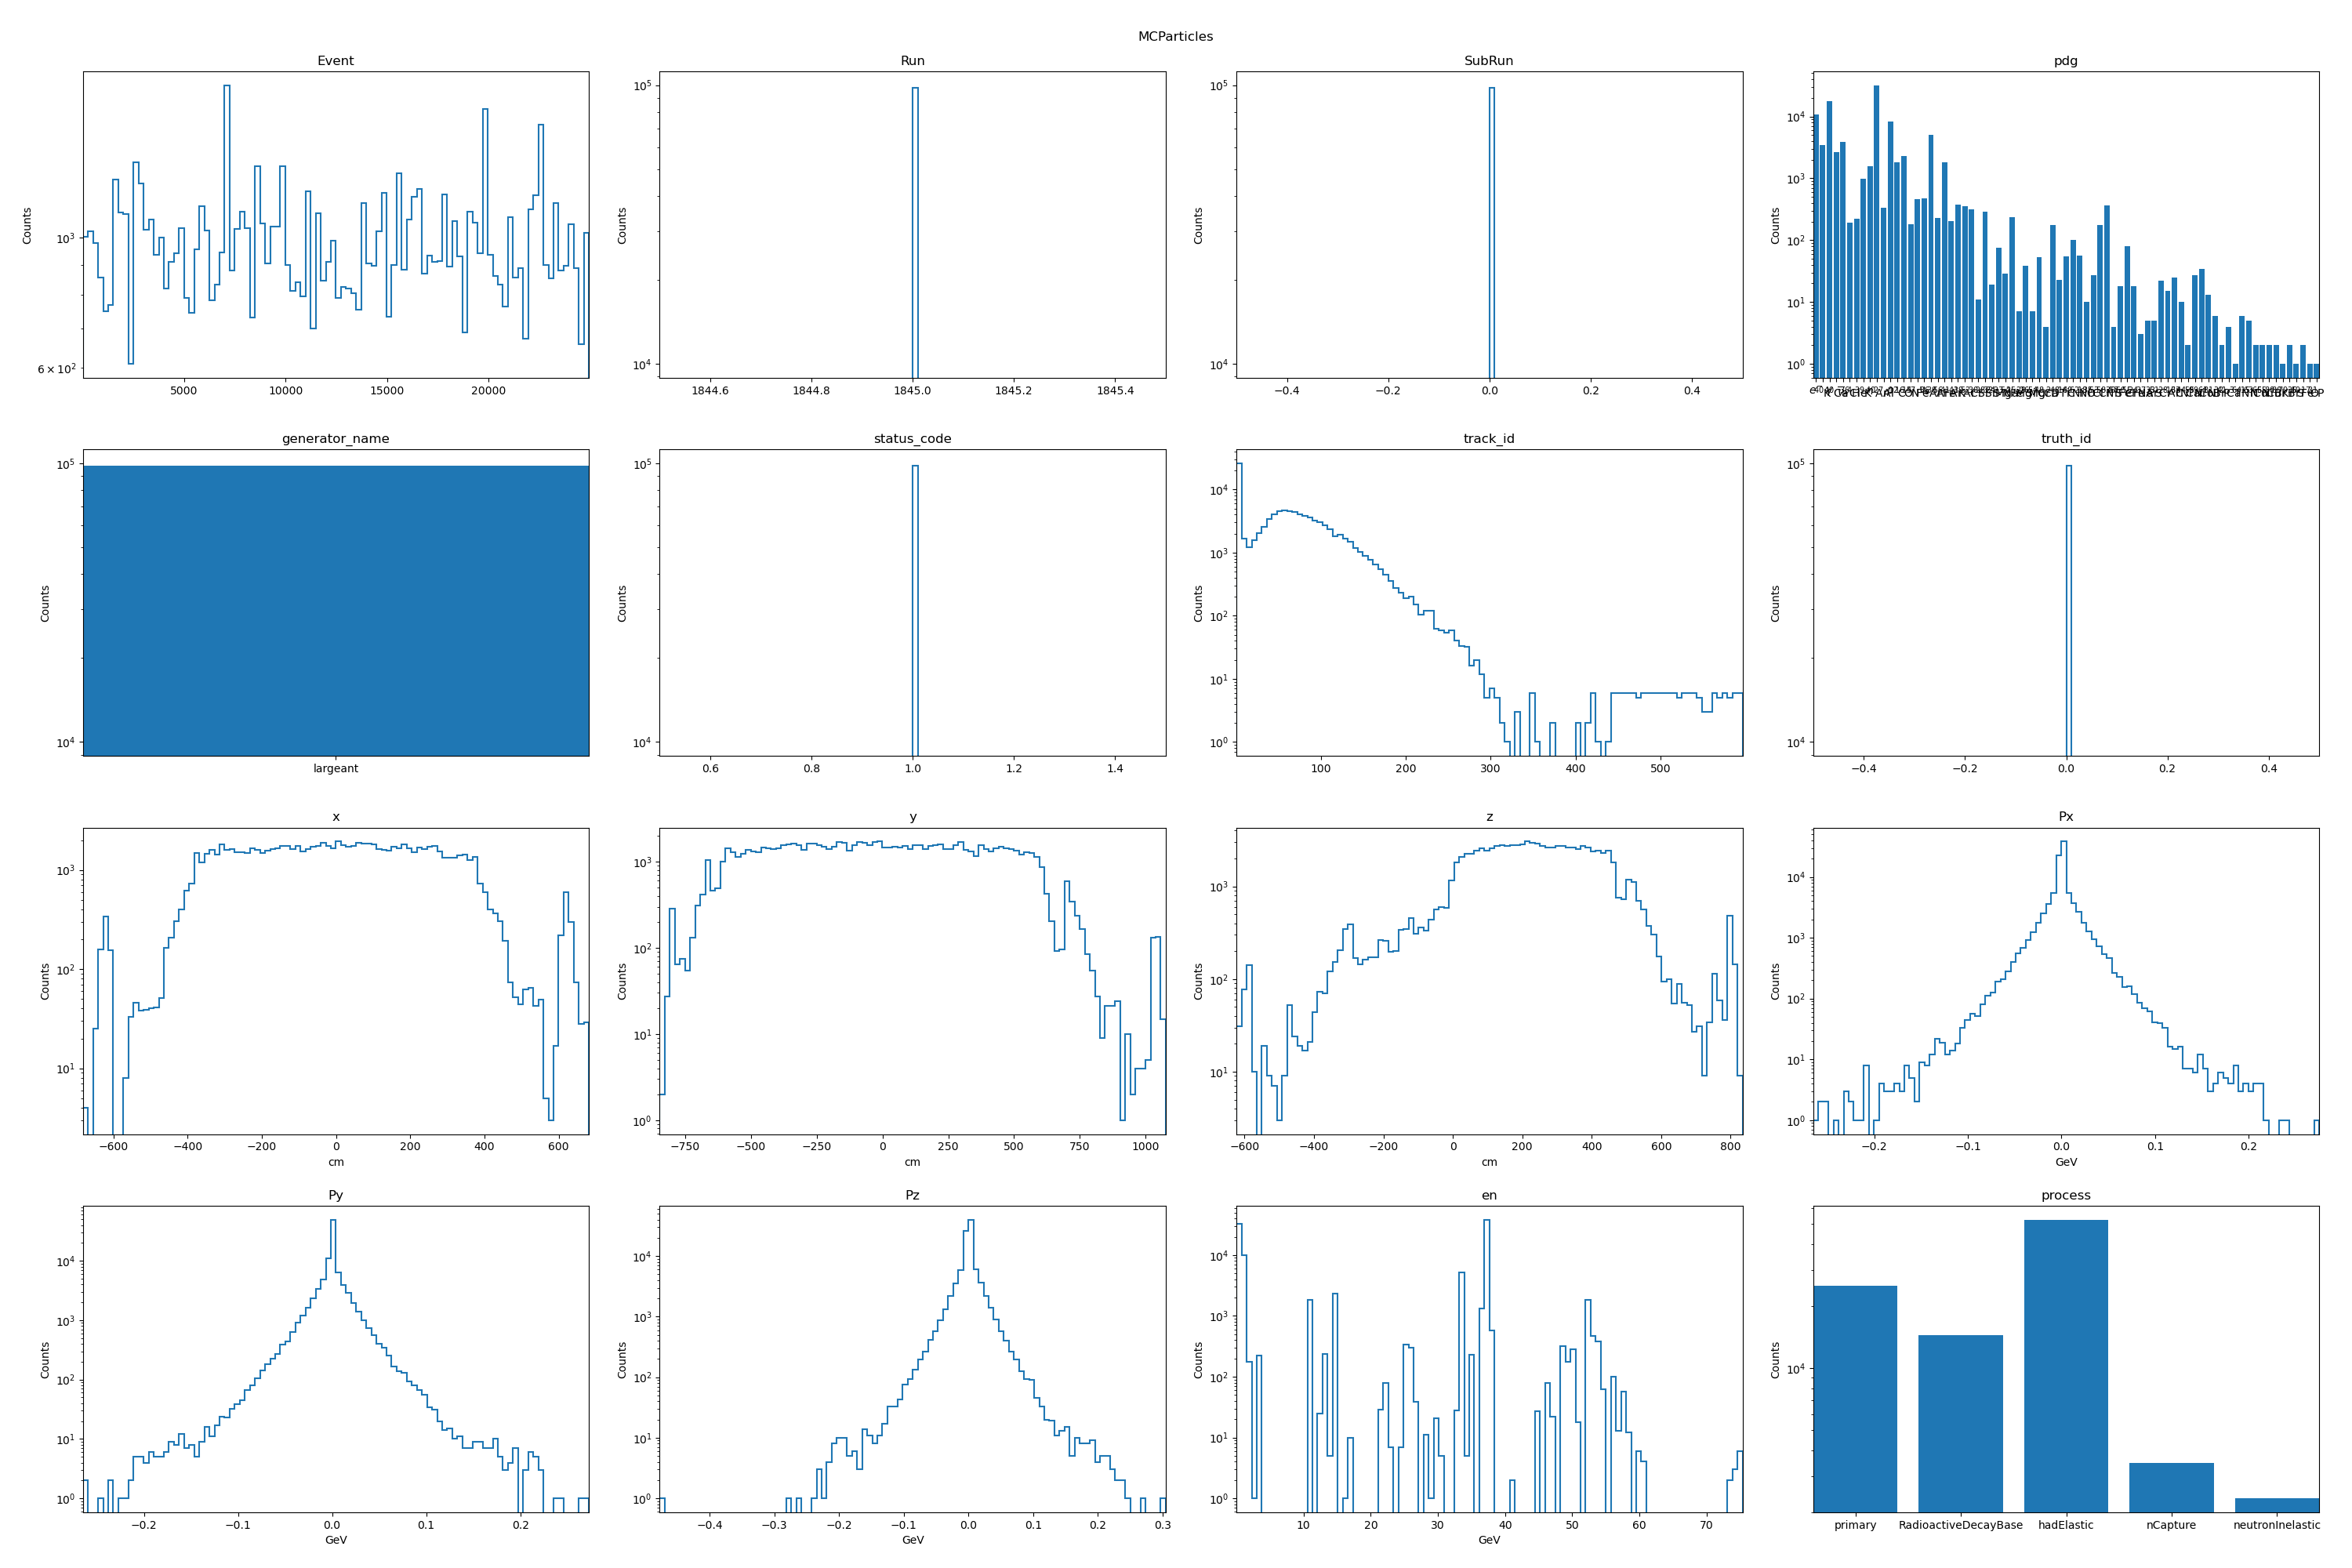 MCParticles
Event
Run
SubRun
pdg
Counts
Counts
Counts
Counts
10³
6 × 10²
10⁵
10⁴
10⁵
10⁴
10⁴
10³
10²
10¹
10⁰
5000 10000 15000 20000
1844.6 1844.8 1845.0 1845.2 1845.4
−0.4 −0.2 0.0 0.2 0.4
generator_name
status_code
track_id
truth_id
Counts
Counts
Counts
Counts
10⁵
10⁴
10⁵
10⁴
10⁴
10³
10²
10¹
10⁰
10⁵
10⁴
largeant
0.6 0.8 1.0 1.2 1.4
100 200 300 400 500
−0.4 −0.2 0.0 0.2 0.4
x
y
z
Px
Counts
Counts
Counts
Counts
10³
10²
10¹
10³
10²
10¹
10⁰
10³
10²
10¹
10⁴
10³
10²
10¹
10⁰
−600 −400 −200 0 200 400 600
−750 −500 −250 0 250 500 750 1000
−600 −400 −200 0 200 400 600 800
−0.2 −0.1 0.0 0.1 0.2
cm
cm
cm
GeV
Py
Pz
en
process
Counts
Counts
Counts
Counts
10⁴
10³
10²
10¹
10⁰
10⁴
10³
10²
10¹
10⁰
10⁴
10³
10²
10¹
10⁰
10⁴
−0.2 −0.1 0.0 0.1 0.2
−0.4 −0.3 −0.2 −0.1 0.0 0.1 0.2 0.3
10 20 30 40 50 60 70
primary RadioactiveDecayBase hadElastic nCapture neutronInelastic
GeV
GeV
GeV